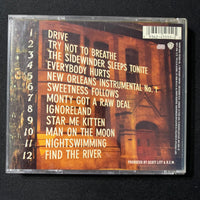 1 DRIVE
2 TRY NOT TO BREATHE
3 THE SIDEWINDER SLEEPS TONITE
4 EVERYBODY HURTS
5 NEW ORLEANS INSTRUMENTAL No. 1
6 SWEETNESS FOLLOWS
7 MONTY GOT A RAW DEAL
8 IGNORELAND
9 STAR ME KITTEN
10 MAN ON THE MOON
11 NIGHTSWIMMING
12 FIND THE RIVER
PRODUCED BY SCOTT LITT & R.E.M.